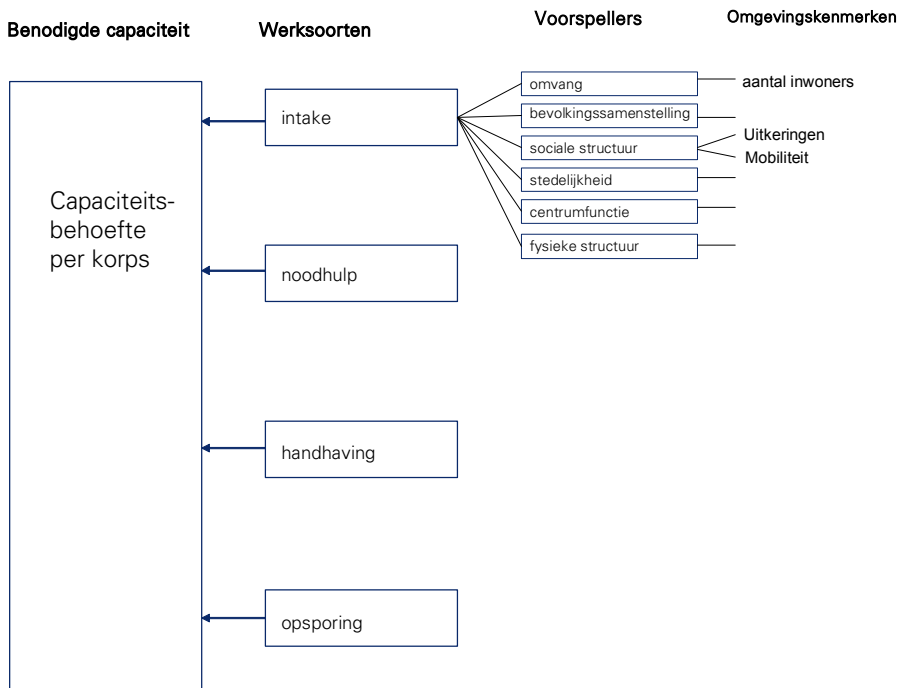 Benodigde capaciteit
Werksoorten
Voorspellers
Omgevingskenmerken
Capaciteits-
behoefte
per korps
intake
noodhulp
handhaving
opsporing
omvang
bevolkingssamenstelling
sociale structuur
stedelijkheid
centrumfunctie
fysieke structuur
aantal inwoners
Uitkeringen
Mobiliteit